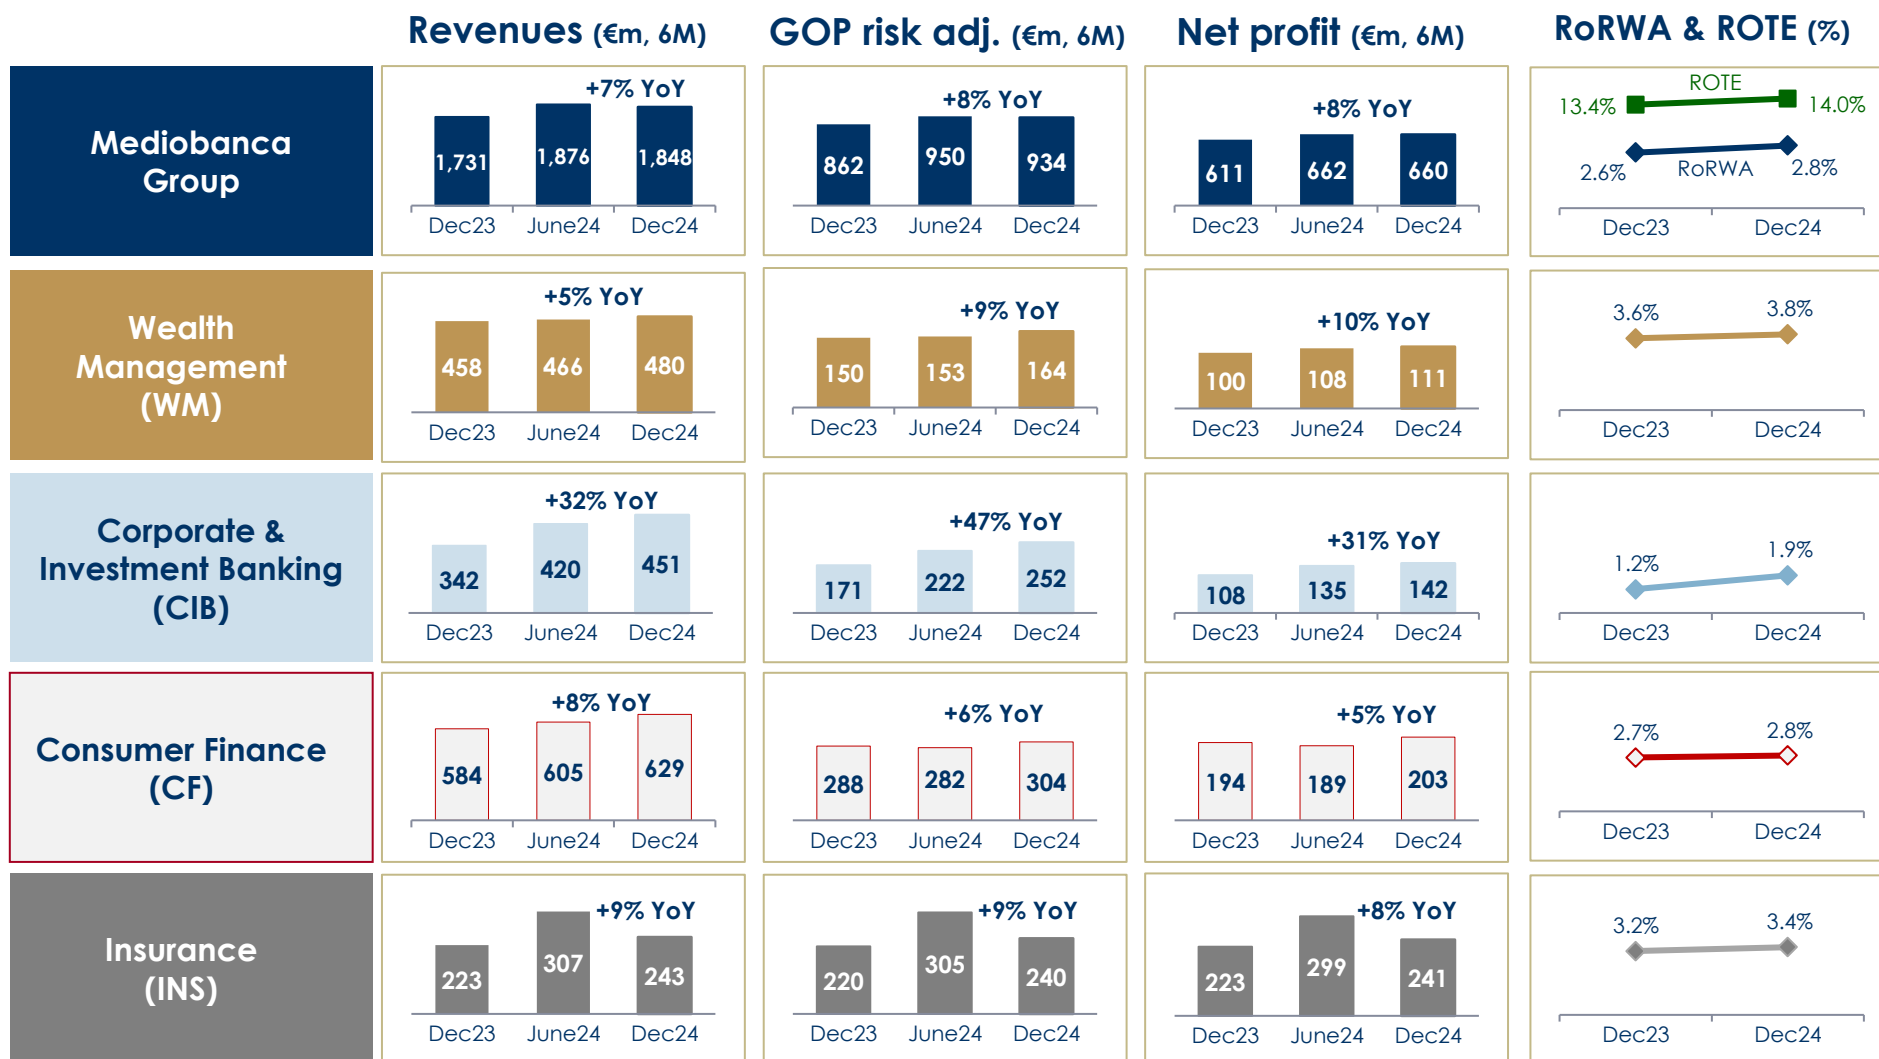 Revenues (€m, 6M)
GOP risk adj. (€m, 6M)
Net profit (€m, 6M)
RoRWA & ROTE (%)
Mediobanca
Group
+7% YoY
1,731
1,876
1,848
Dec23
June24
Dec24
+8% YoY
862
950
934
Dec23
June24
Dec24
+8% YoY
611
662
660
Dec23
June24
Dec24
ROTE
13.4%
14.0%
2.6%
RoRWA
2.8%
Dec23
Dec24
Wealth
Management
(WM)
+5% YoY
458
466
480
Dec23
June24
Dec24
+9% YoY
150
153
164
Dec23
June24
Dec24
+10% YoY
100
108
111
Dec23
June24
Dec24
3.6%
3.8%
Dec23
Dec24
Corporate &
Investment Banking
(CIB)
+32% YoY
342
420
451
Dec23
June24
Dec24
+47% YoY
171
222
252
Dec23
June24
Dec24
+31% YoY
108
135
142
Dec23
June24
Dec24
1.2%
1.9%
Dec23
Dec24
Consumer Finance
(CF)
+8% YoY
584
605
629
Dec23
June24
Dec24
+6% YoY
288
282
304
Dec23
June24
Dec24
+5% YoY
194
189
203
Dec23
June24
Dec24
2.7%
2.8%
Dec23
Dec24
Insurance
(INS)
+9% YoY
223
307
243
Dec23
June24
Dec24
+9% YoY
220
305
240
Dec23
June24
Dec24
+8% YoY
223
299
241
Dec23
June24
Dec24
3.2%
3.4%
Dec23
Dec24